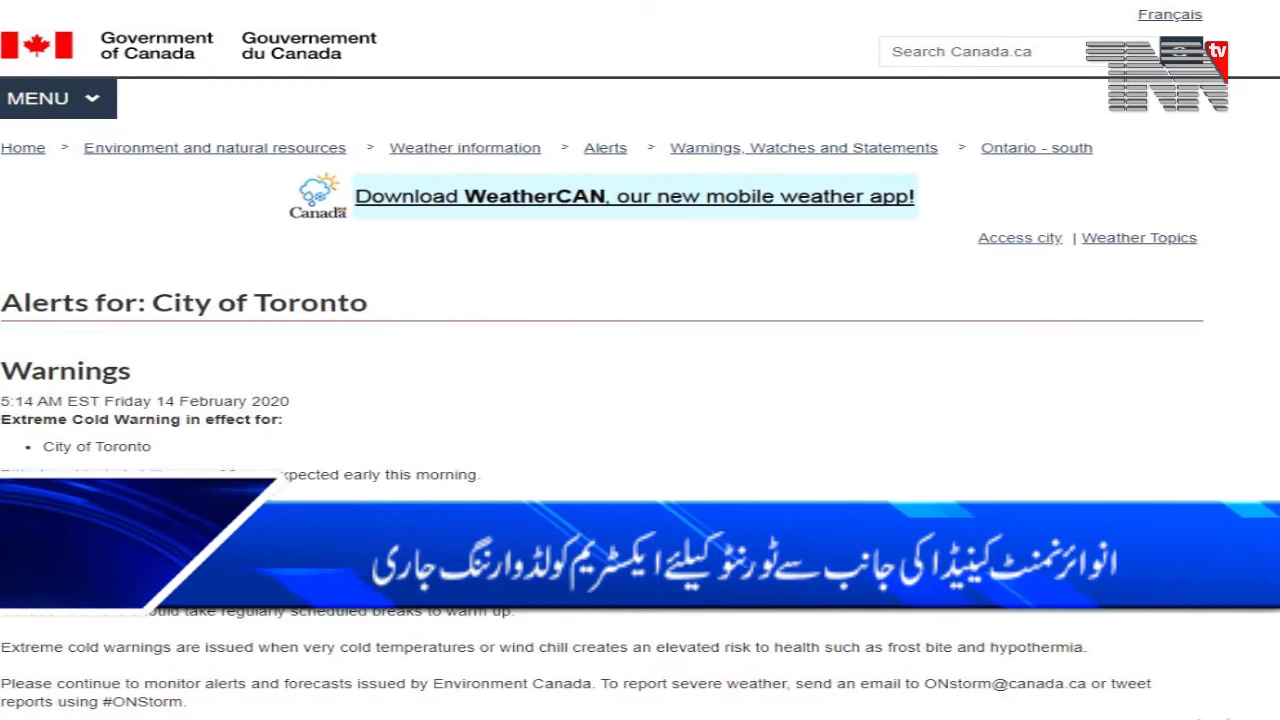 Français
Government of Canada
Gouvernement du Canada
Search Canada.ca
tv
TNN
MENU
Home > Environment and natural resources > Weather information > Alerts > Warnings, Watches and Statements > Ontario - south
Canada
Download WeatherCAN, our new mobile weather app!
Access city | Weather Topics
Alerts for: City of Toronto
Warnings
5:14 AM EST Friday 14 February 2020
Extreme Cold Warning in effect for:
• City of Toronto
expected early this morning.
انوائرنمنٹ کینیڈا کی جانب سے ٹورنٹو کیلئے ایکسٹریم کولڈ وارننگ جاری
should take regularly scheduled breaks to warm up.
Extreme cold warnings are issued when very cold temperatures or wind chill creates an elevated risk to health such as frost bite and hypothermia.
Please continue to monitor alerts and forecasts issued by Environment Canada. To report severe weather, send an email to ONstorm@canada.ca or tweet
reports using #ONStorm.